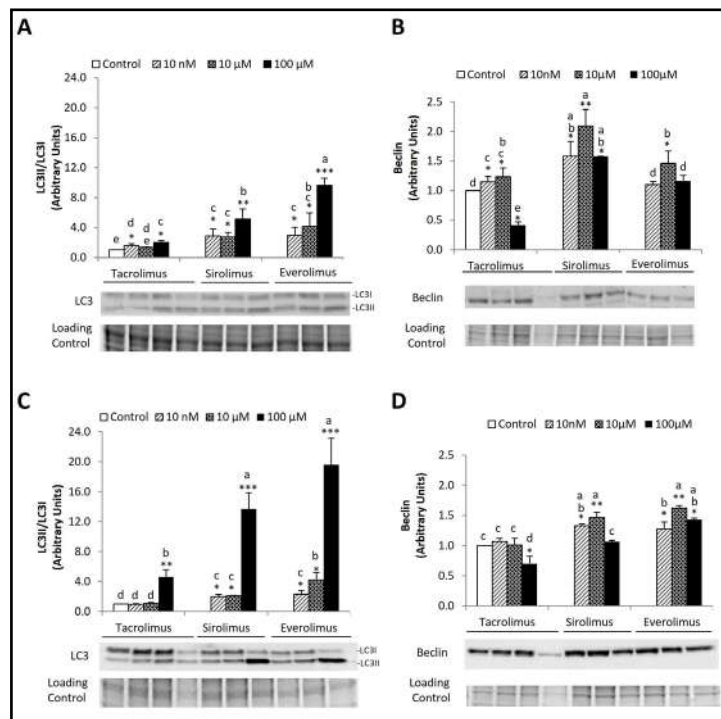 A
□ Control ▨ 10 nM ▩ 10 µM ■ 100 µM
LC3II/LC3I
(Arbitrary Units)
24.0
20.0
16.0
12.0
8.0
4.0
0.0
e
d
*
d
e
c
*
c
*
c
*
b
**
c
*
b
c
*
a
***
Tacrolimus Sirolimus Everolimus
LC3
-LC3I
-LC3II
Loading
Control
B
□ Control ▨ 10nM ▩ 10µM ■ 100µM
Beclin
(Arbitrary Units)
2.5
2.0
1.5
1.0
0.5
0.0
d
c
*
b
c
*
e
*
a
b
*
a
**
a
b
*
d
b
*
d
Tacrolimus Sirolimus Everolimus
Beclin
Loading
Control
C
□ Control ▨ 10 nM ▩ 10 µM ■ 100 µM
LC3II/LC3I
(Arbitrary Units)
24.0
20.0
16.0
12.0
8.0
4.0
0.0
d
d
d
b
**
c
*
c
*
a
***
c
*
b
*
a
***
Tacrolimus Sirolimus Everolimus
LC3
-LC3I
-LC3II
Loading
Control
D
□ Control ▨ 10nM ▩ 10µM ■ 100µM
Beclin
(Arbitrary Units)
2.5
2.0
1.5
1.0
0.5
0.0
c
c
c
d
*
a
b
*
a
**
c
b
*
a
**
a
b
*
Tacrolimus Sirolimus Everolimus
Beclin
Loading
Control